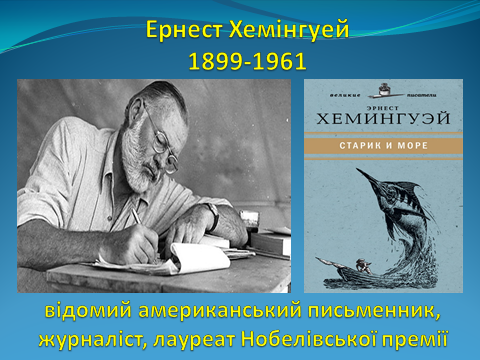 Ернест Хемінгуей
1899-1961
великие писатели
ЭРНЕСТ
ХЕМИНГУЭЙ
СТАРИК И МОРЕ
відомий американський письменник,
журналіст, лауреат Нобелівської премії